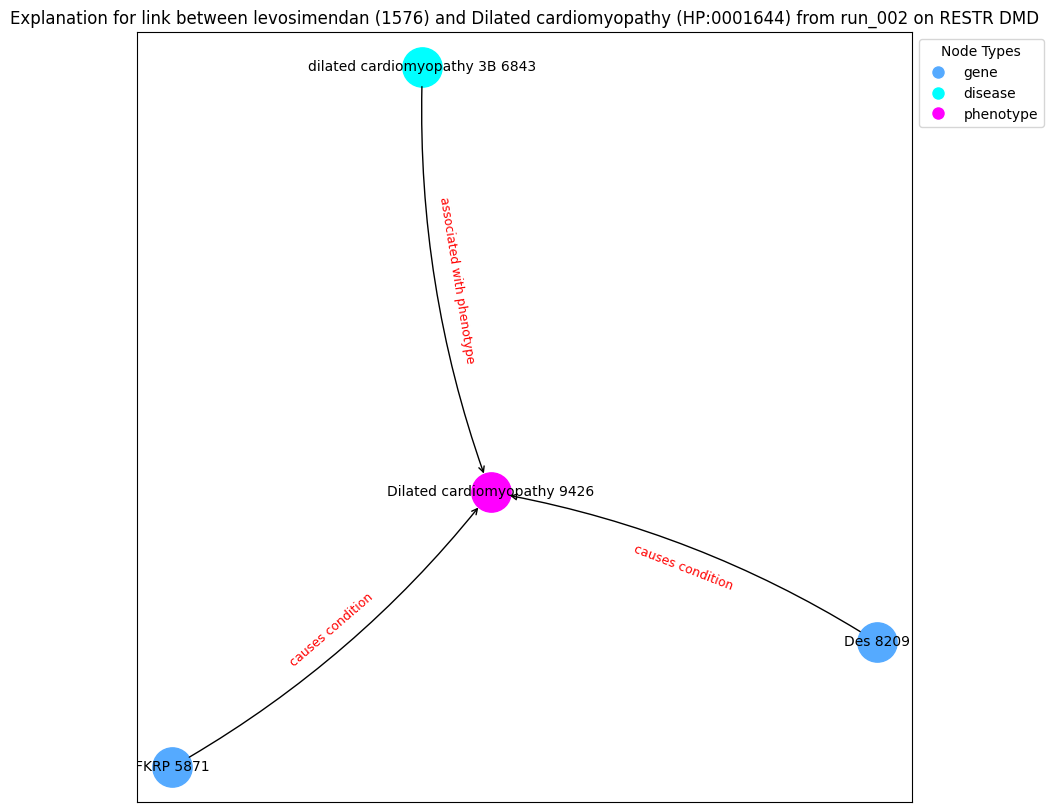 Explanation for link between levosimendan (1576) and Dilated cardiomyopathy (HP:0001644) from run_002 on RESTR DMD
Node Types
gene
disease
phenotype
dilated cardiomyopathy 3B 6843
associated with phenotype
Dilated cardiomyopathy 9426
causes condition
causes condition
Des 8209
FKRP 5871